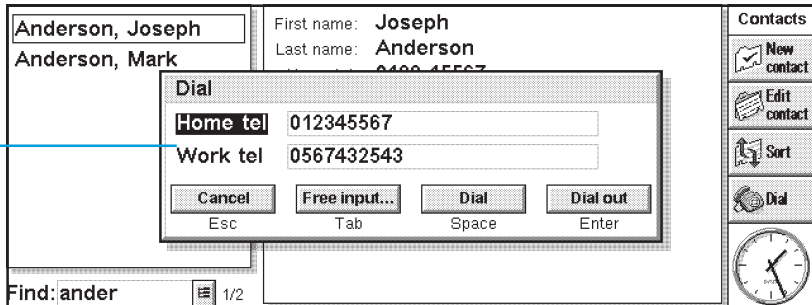 Anderson, Joseph
Anderson, Mark
First name: Joseph
Last name: Anderson
Dial
Home tel 012345567
Work tel 0567432543
Cancel
Esc
Free input...
Tab
Dial
Space
Dial out
Enter
Find: ander
1/2
Contacts
New
contact
Edit
contact
Sort
Dial